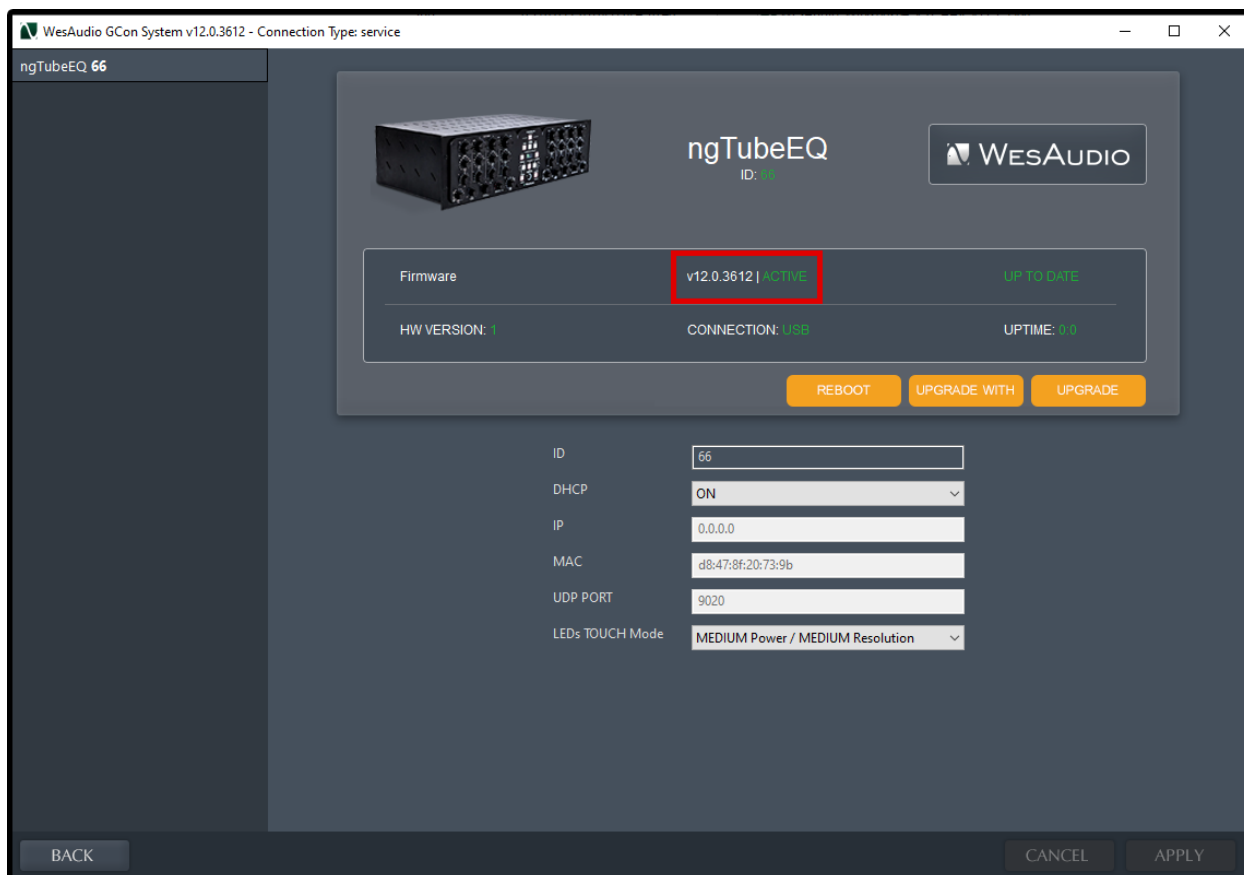 WesAudio GCon System v12.0.3612 - Connection Type: service
ngTubeEQ 66
ngTubeEQ
ID: 66
WESAUDIO
Firmware v12.0.3612 | ACTIVE UP TO DATE
HW VERSION: 1 CONNECTION: USB UPTIME: 0:0
REBOOT UPGRADE WITH UPGRADE
ID 66
DHCP ON
IP 0.0.0.0
MAC d8:47:8f:20:73:9b
UDP PORT 9020
LEDs TOUCH Mode MEDIUM Power / MEDIUM Resolution
BACK CANCEL APPLY